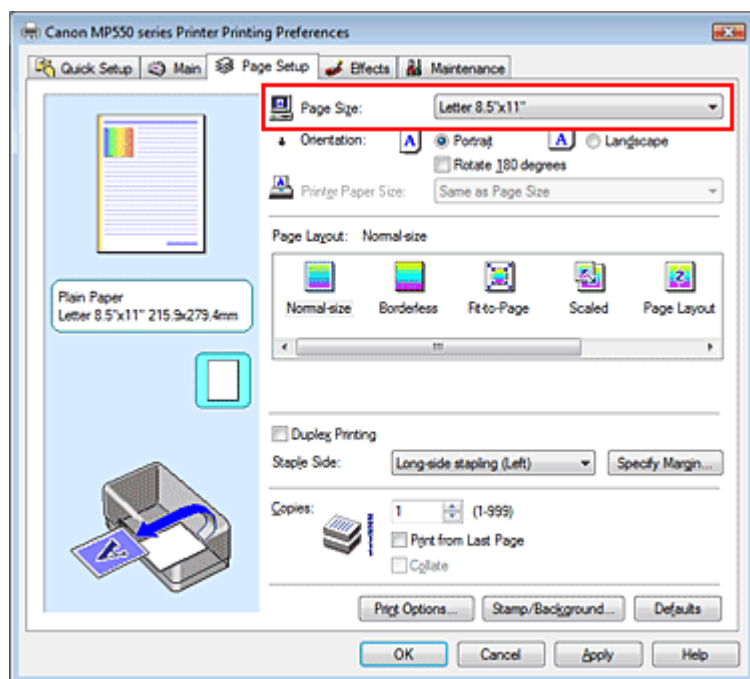 Canon MP550 series Printer Printing Preferences
Quick Setup Main Page Setup Effects Maintenance
Page Size: Letter 8.5"x11"
Orientation: A Portrait A Landscape
Rotate 180 degrees
Printer Paper Size: Same as Page Size
Page Layout: Normal-size
Normal-size Borderless Fit-to-Page Scaled Page Layout
Plain Paper
Letter 8.5"x11" 215.9x279.4mm
Duplex Printing
Staple Side: Long-side stapling (Left) Specify Margin...
Copies: 1 (1-999)
Print from Last Page
Collate
Print Options... Stamp/Background... Defaults
OK Cancel Apply Help